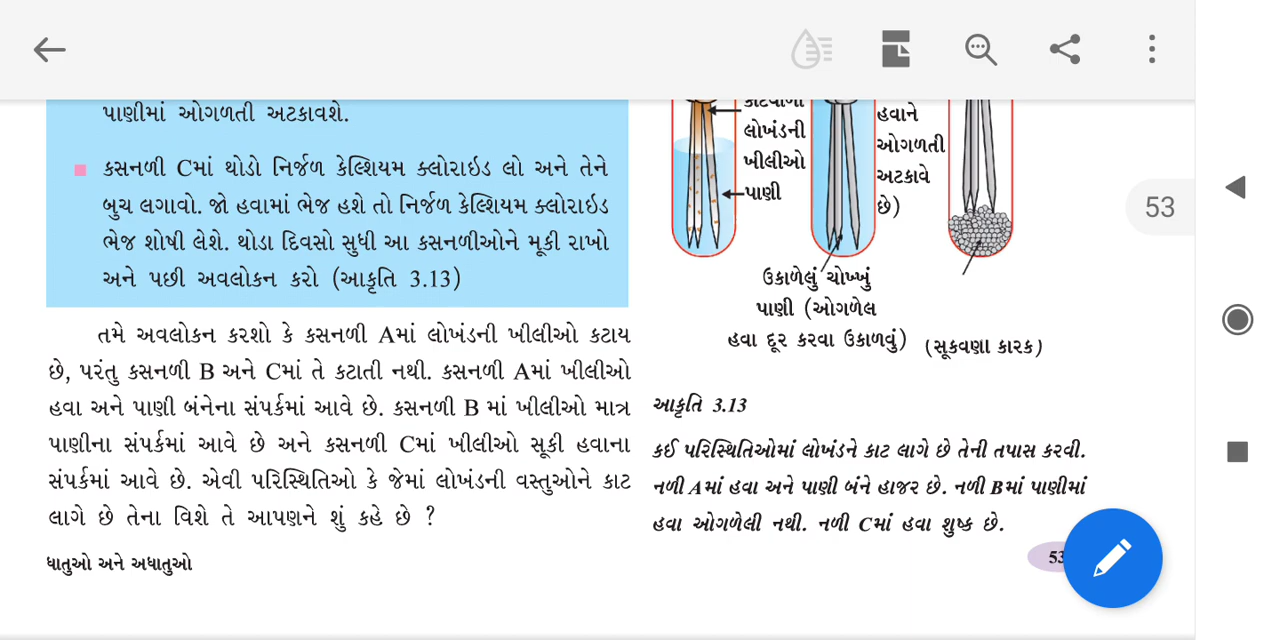 પાણીમાં ઓગળતી અટકાવશે.
કસનળી Cમાં થોડો નિર્જળ કેલ્શિયમ ક્લોરાઇડ લો અને તેને
બુચ લગાવો. જો હવામાં ભેજ હશે તો નિર્જળ કેલ્શિયમ ક્લોરાઇડ
ભેજ શોષી લેશે. થોડા દિવસો સુધી આ કસનળીઓને મૂકી રાખો
અને પછી અવલોકન કરો (આકૃતિ 3.13)
તમે અવલોકન કરશો કે કસનળી Aમાં લોખંડની ખીલીઓ કટાય
છે, પરંતુ કસનળી B અને Cમાં તે કટાતી નથી. કસનળી Aમાં ખીલીઓ
હવા અને પાણી બંનેના સંપર્કમાં આવે છે. કસનળી B માં ખીલીઓ માત્ર
પાણીના સંપર્કમાં આવે છે અને કસનળી Cમાં ખીલીઓ સૂકી હવાના
સંપર્કમાં આવે છે. એવી પરિસ્થિતિઓ કે જેમાં લોખંડની વસ્તુઓને કાટ
લાગે છે તેના વિશે તે આપણને શું કહે છે ?
ધાતુઓ અને અધાતુઓ
કાટવાળી
લોખંડની
ખીલીઓ
પાણી
હવાને
ઓગળતી
અટકાવે
છે)
ઉકાળેલું ચોખ્ખું
પાણી (ઓગળેલ
હવા દૂર કરવા ઉકાળવું)
(સૂકવણા કારક)
આકૃતિ 3.13
કઈ પરિસ્થિતિઓમાં લોખંડને કાટ લાગે છે તેની તપાસ કરવી.
નળી Aમાં હવા અને પાણી બંને હાજર છે. નળી Bમાં પાણીમાં
હવા ઓગળેલી નથી. નળી Cમાં હવા શુષ્ક છે.
53
53